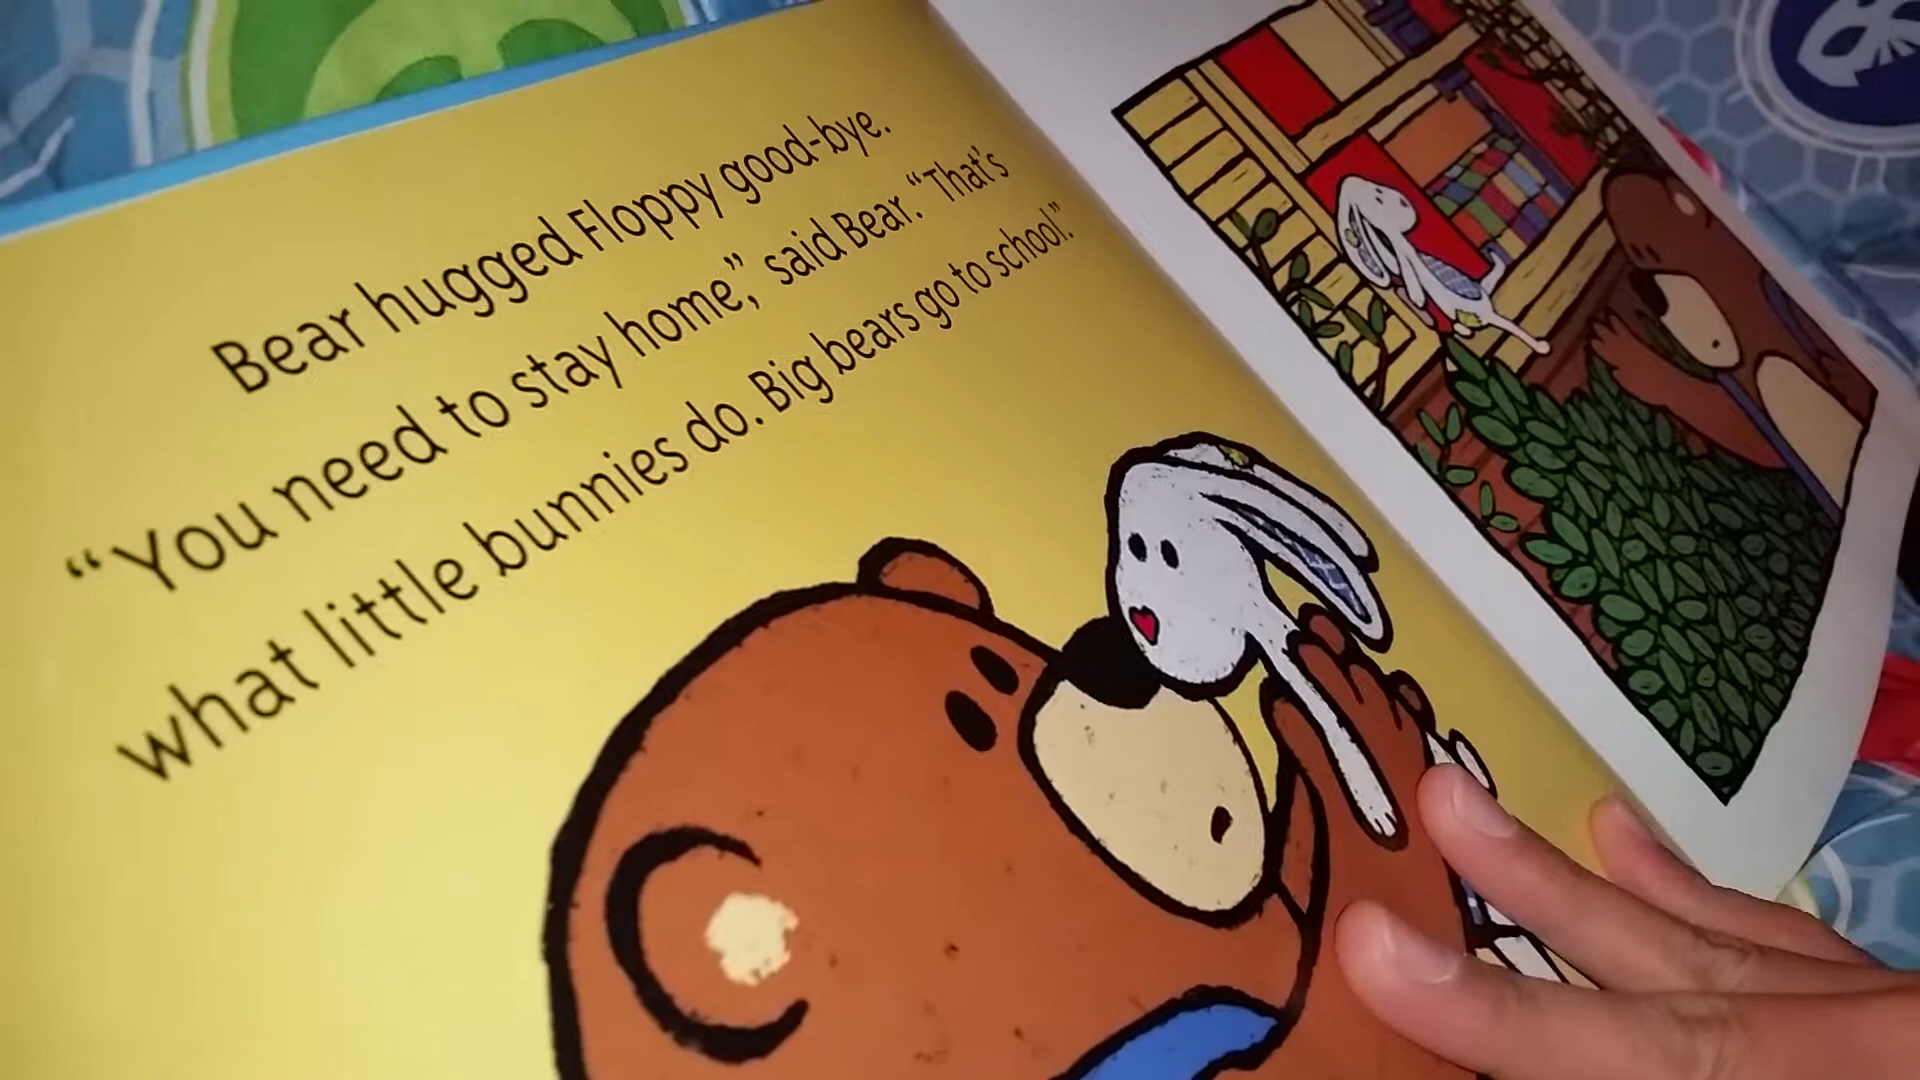 Bear hugged Floppy good-bye.
“You need to stay home,” said Bear. “That’s
what little bunnies do. Big bears go to school.”